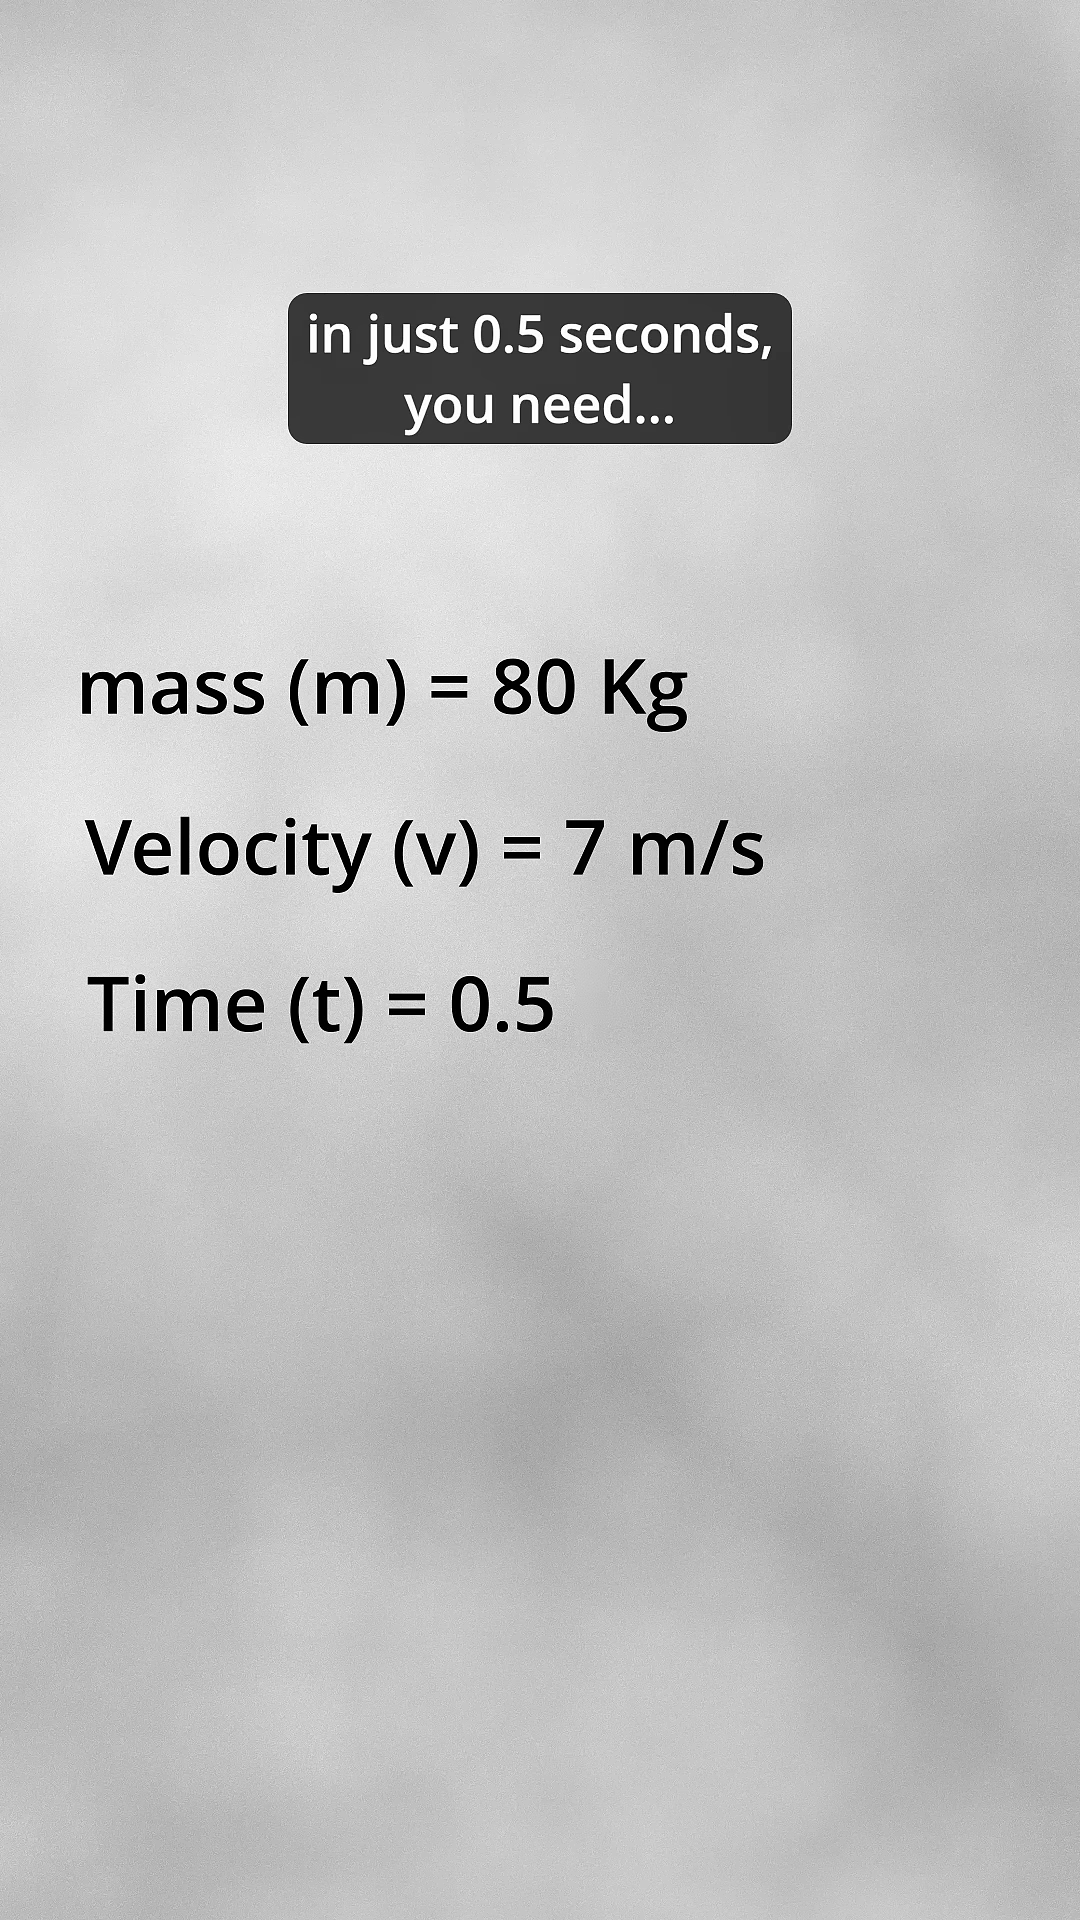 in just 0.5 seconds,
you need...
mass (m) = 80 Kg
Velocity (v) = 7 m/s
Time (t) = 0.5